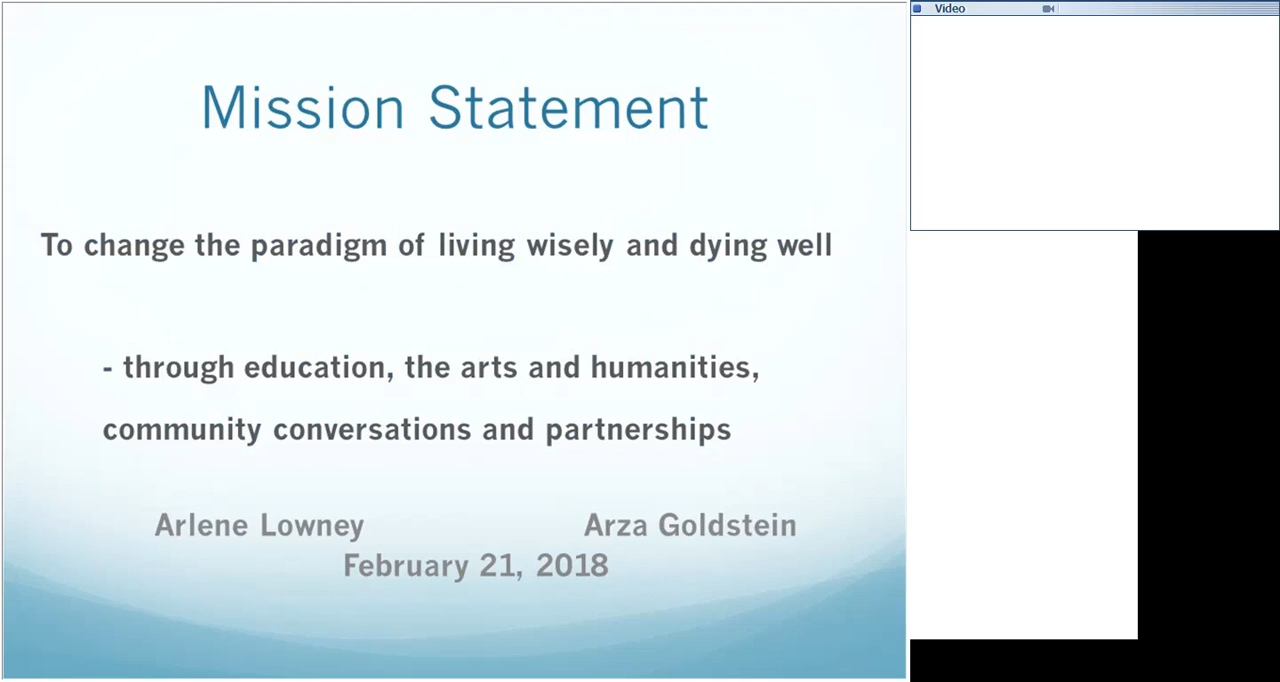 Mission Statement
To change the paradigm of living wisely and dying well
- through education, the arts and humanities,
community conversations and partnerships
Arlene Lowney Arza Goldstein
February 21, 2018
Video